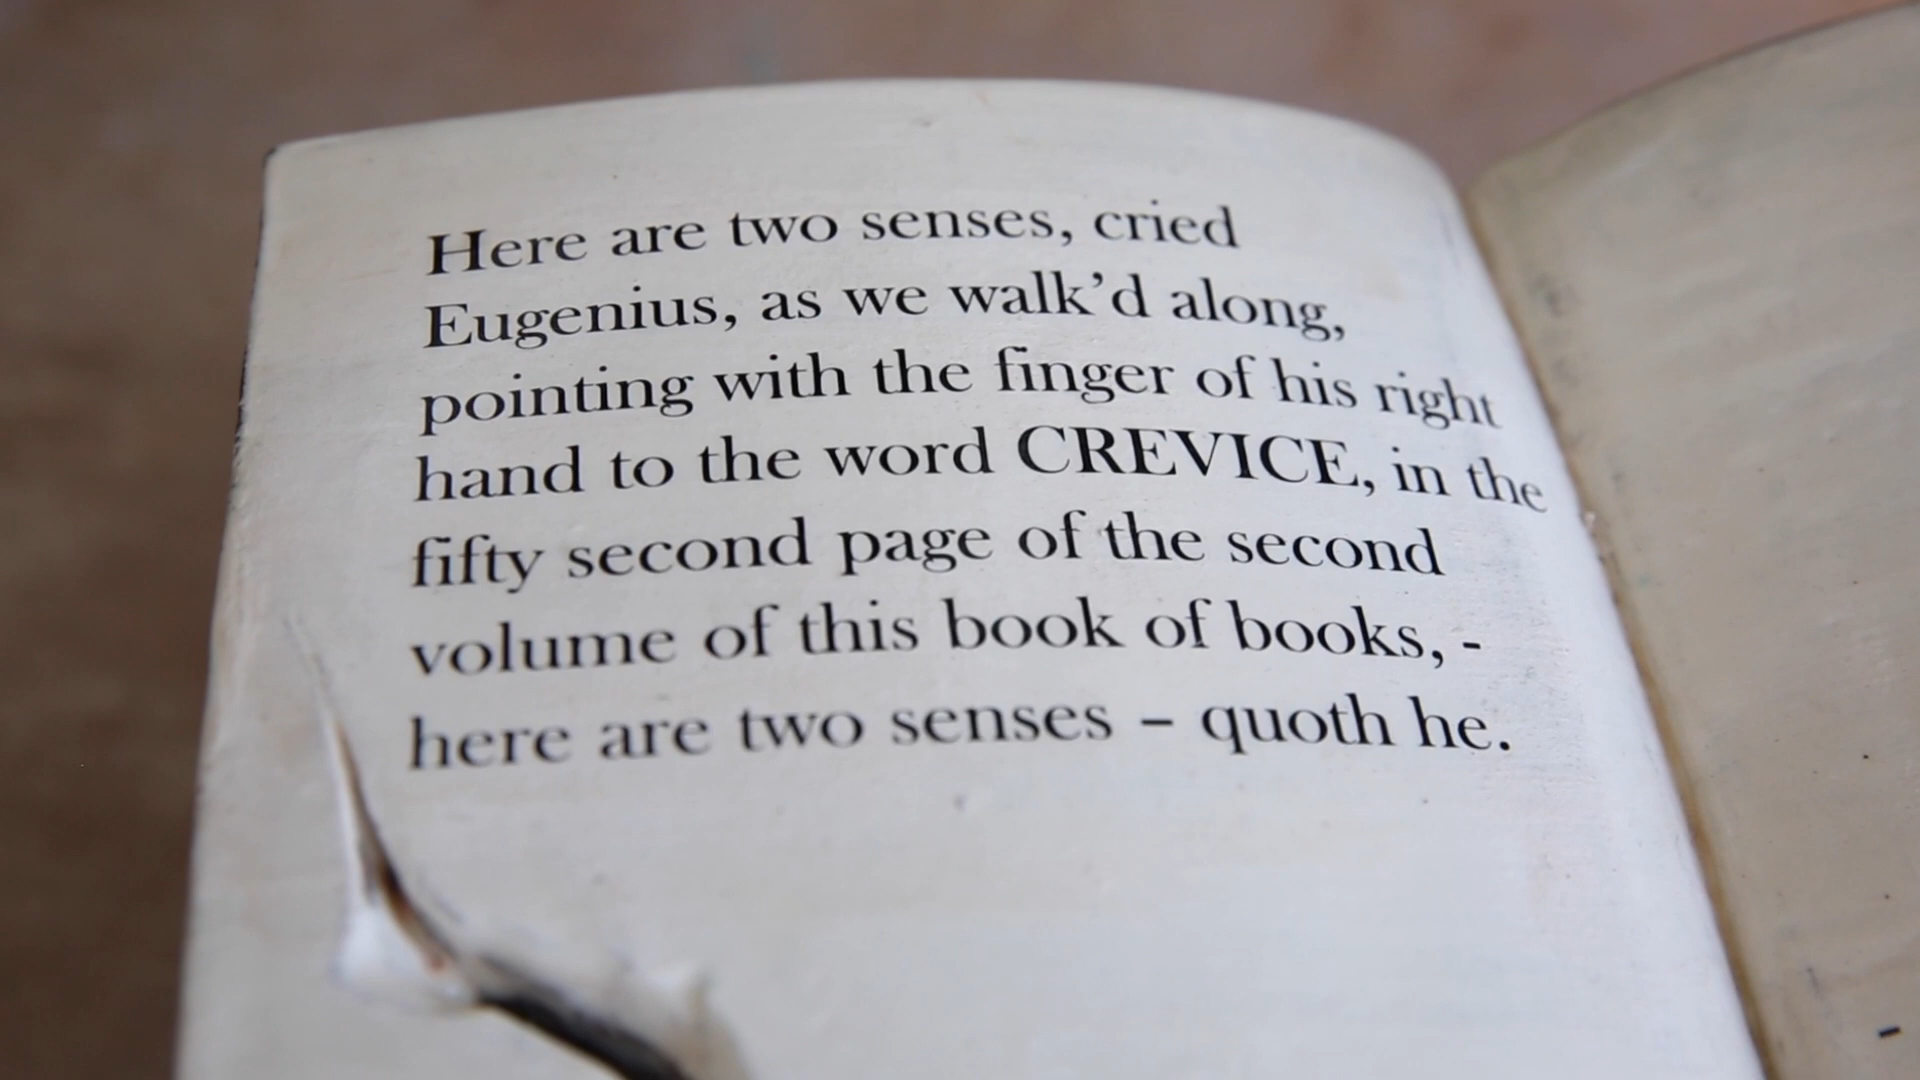 Here are two senses, cried
Eugenius, as we walk’d along,
pointing with the finger of his right
hand to the word CREVICE, in the
fifty second page of the second
volume of this book of books, -
here are two senses – quoth he.